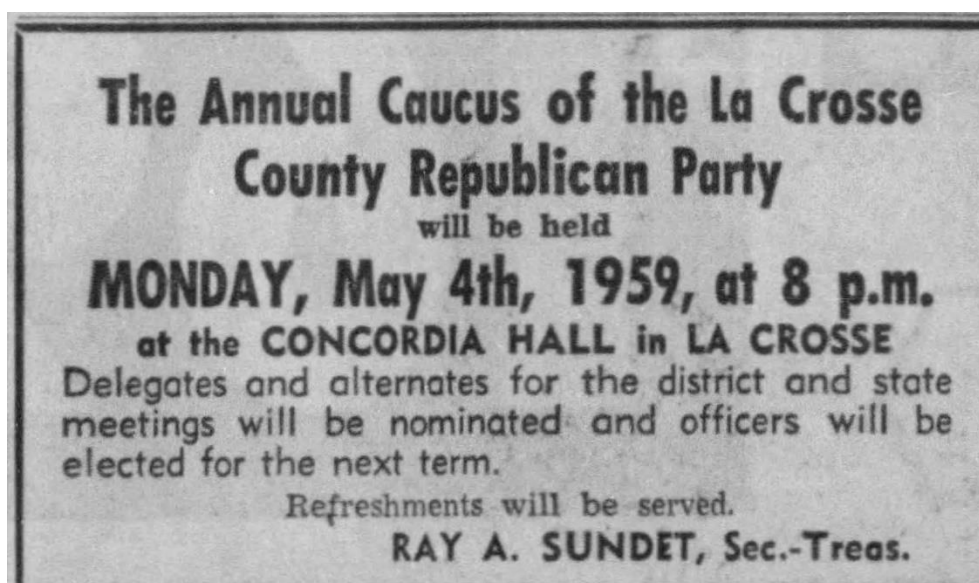 The Annual Caucus of the La Crosse
County Republican Party
will be held
MONDAY, May 4th, 1959, at 8 p.m.
at the CONCORDIA HALL in LA CROSSE
Delegates and alternates for the district and state
meetings will be nominated and officers will be
elected for the next term.
Refreshments will be served.
RAY A. SUNDET, Sec.-Treas.